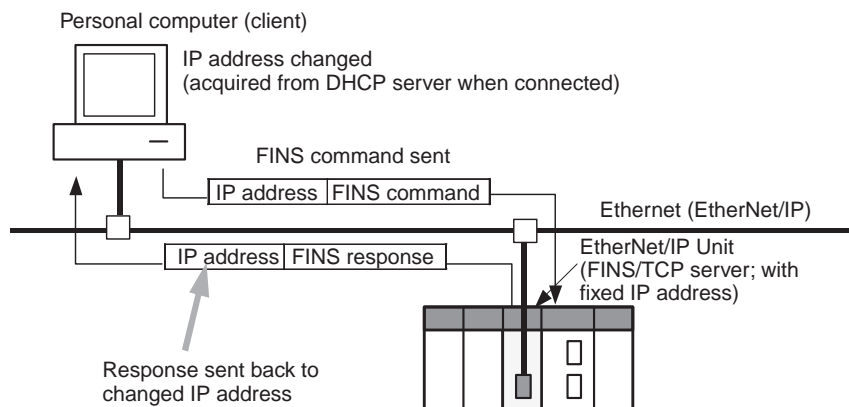 Personal computer (client)
IP address changed
(acquired from DHCP server when connected)
FINS command sent
IP address FINS command
Ethernet (EtherNet/IP)
IP address FINS response
EtherNet/IP Unit
(FINS/TCP server; with
fixed IP address)
Response sent back to
changed IP address